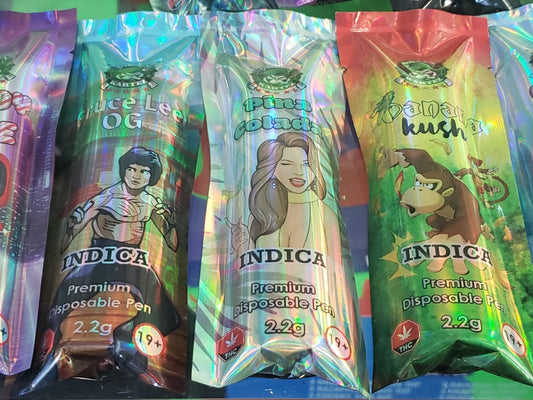 Bruce Lee
OG
INDICA
Premium
Disposable Pen
2.2g
19+
Pina
Colada
INDICA
Premium
Disposable Pen
2.2g
THC
19+
Banana
kush
INDICA
Premium
Disposable Pen
2.2g
THC
19+